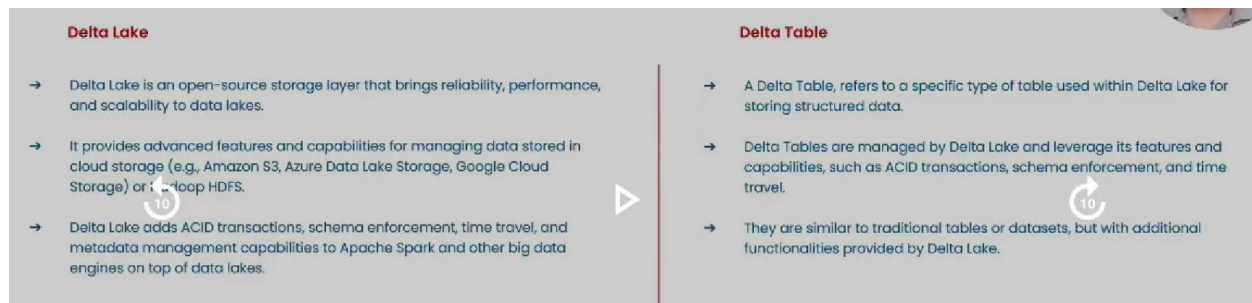 Delta Lake
→ Delta Lake is an open-source storage layer that brings reliability, performance,
and scalability to data lakes.
→ It provides advanced features and capabilities for managing data stored in
cloud storage (e.g., Amazon S3, Azure Data Lake Storage, Google Cloud
Storage) or HDFS.
10
→ Delta Lake adds ACID transactions, schema enforcement, time travel, and
metadata management capabilities to Apache Spark and other big data
engines on top of data lakes.
Delta Table
→ A Delta Table, refers to a specific type of table used within Delta Lake for
storing structured data.
→ Delta Tables are managed by Delta Lake and leverage its features and
capabilities, such as ACID transactions, schema enforcement, and time
travel.
10
→ They are similar to traditional tables or datasets, but with additional
functionalities provided by Delta Lake.